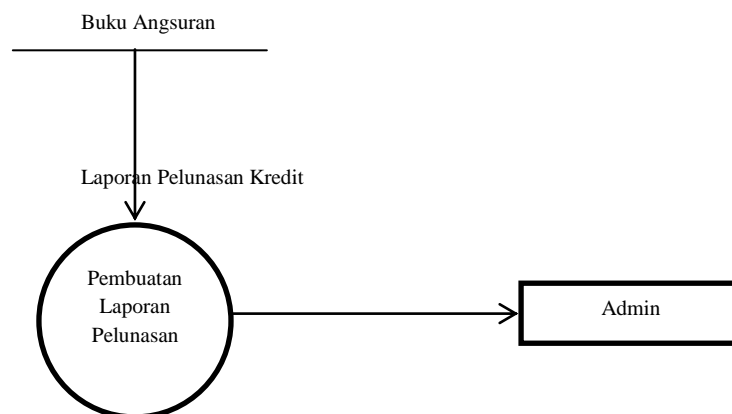 Buku Angsuran
Laporan Pelunasan Kredit
Pembuatan
Laporan
Pelunasan
Admin